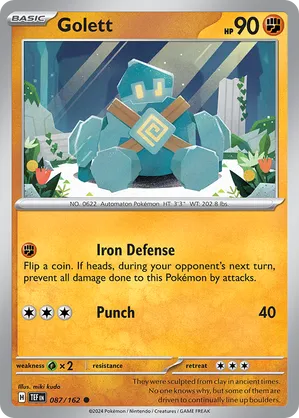 BASIC
Golett
HP 90
NO. 0622 Automaton Pokémon HT: 3'3" WT: 202.8 lbs.
Iron Defense
Flip a coin. If heads, during your opponent's next turn,
prevent all damage done to this Pokémon by attacks.
Punch 40
weakness ×2 resistance retreat
Illus. miki kudo
H TEF EN 087/162
They were sculpted from clay in ancient times.
No one knows why, but some of them are
driven to continually line up boulders.
©2024 Pokémon / Nintendo / Creatures / GAME FREAK